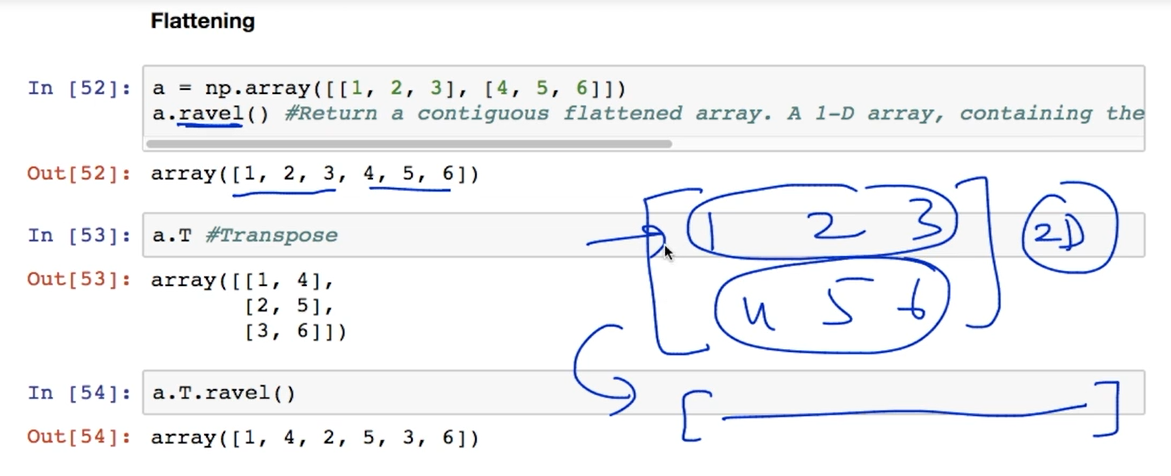 Flattening
In [52]: a = np.array([[1, 2, 3], [4, 5, 6]])
a.ravel() #Return a contiguous flattened array. A 1-D array, containing the
Out[52]: array([1, 2, 3, 4, 5, 6])
In [53]: a.T #Transpose
Out[53]: array([[1, 4],
[2, 5],
[3, 6]])
In [54]: a.T.ravel()
Out[54]: array([1, 4, 2, 5, 3, 6])
[1 2 3
4 5 6]
2D
[ ]